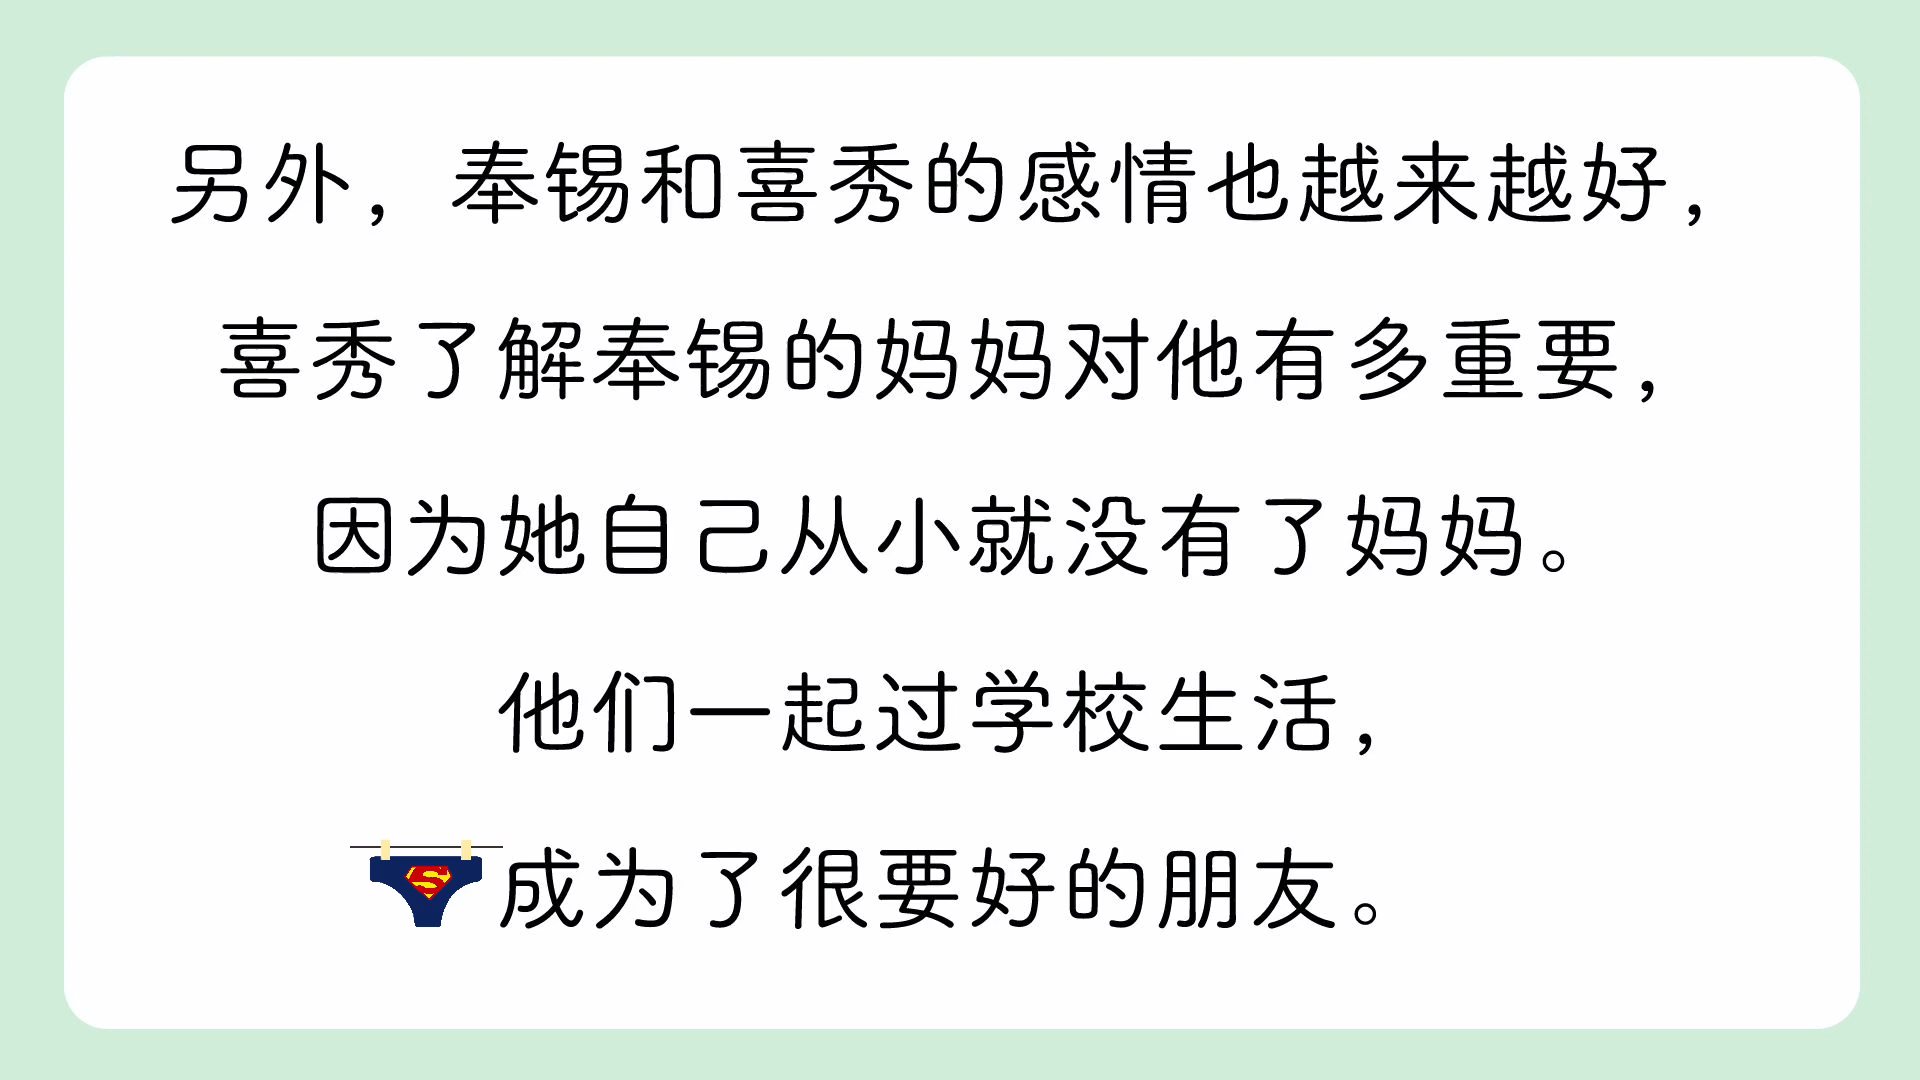 另外，奉锡和喜秀的感情也越来越好，
喜秀了解奉锡的妈妈对他有多重要，
因为她自己从小就没有了妈妈。
他们一起过学校生活，
成为了很要好的朋友。